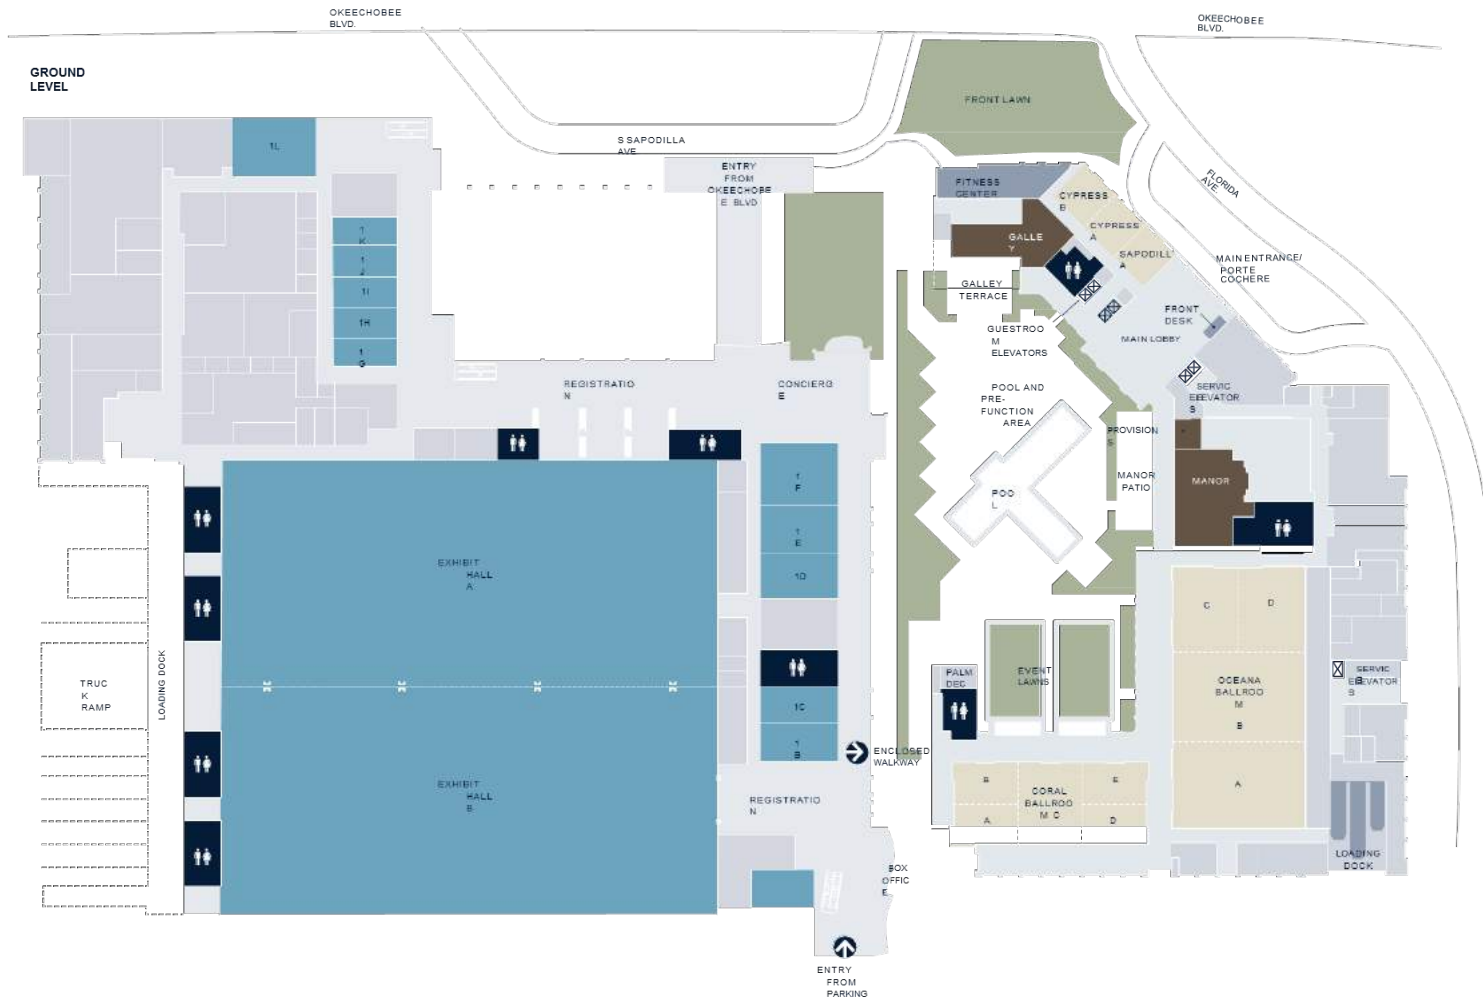 OKEECHOBEE
BLVD.
OKEECHOBEE
BLVD.
GROUND
LEVEL
FRONT LAWN
S SAPODILLA
AVE
1L
ENTRY
FROM
OKEECHOBE
E BLVD
FITNESS
CENTER
CYPRESS
B
CYPRESS
A
SAPODILL
A
FLORIDA
AVE.
MAIN ENTRANCE/
PORTE
COCHERE
1
K
1
J
1I
1H
1
G
GALLE
Y
GALLEY
TERRACE
GUESTROO
M
ELEVATORS
FRONT
DESK
MAIN LOBBY
REGISTRATIO
N
CONCIERG
E
POOL AND
PRE-
FUNCTION
AREA
SERVIC
E
ELEVATOR
S
PROVISION
S
MANOR
PATIO
MANOR
POO
L
1
F
1
E
1D
EXHIBIT
HALL
A
C
D
LOADING DOCK
TRUC
K
RAMP
PALM
DEC
EVENT
LAWNS
OCEANA
BALLROO
M
B
SERVIC
E
ELEVATOR
S
1C
1
B
ENCLOSED
WALKWAY
EXHIBIT
HALL
B
REGISTRATIO
N
B
E
CORAL
BALLROO
M C
A
D
A
BOX
OFFIC
E
LOADING
DOCK
ENTRY
FROM
PARKING